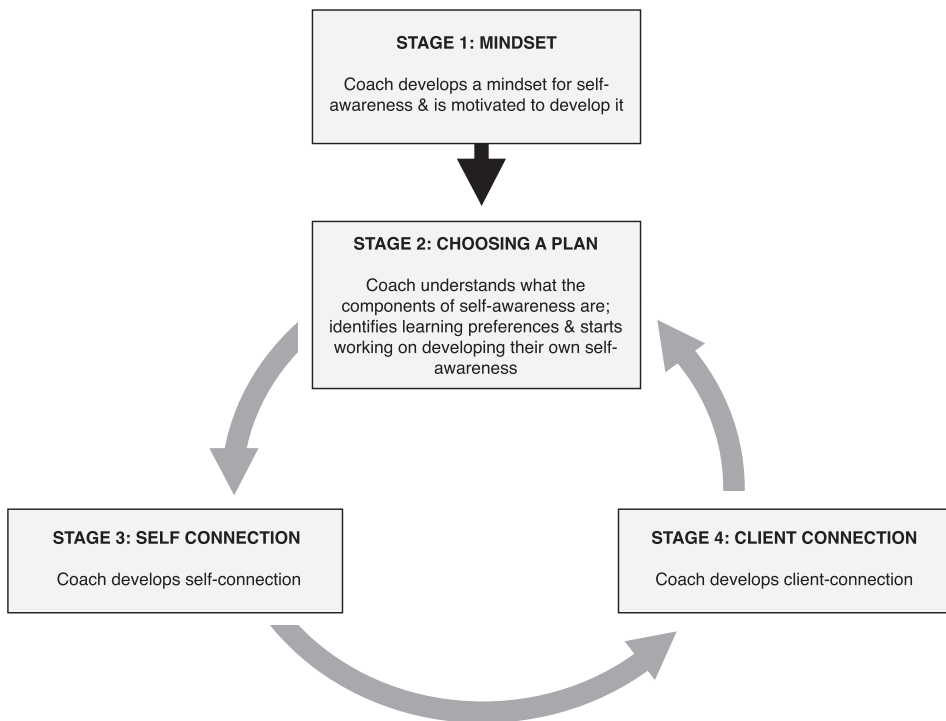 STAGE 1: MINDSET
Coach develops a mindset for self-
awareness & is motivated to develop it
STAGE 2: CHOOSING A PLAN
Coach understands what the
components of self-awareness are;
identifies learning preferences & starts
working on developing their own self-
awareness
STAGE 3: SELF CONNECTION
Coach develops self-connection
STAGE 4: CLIENT CONNECTION
Coach develops client-connection